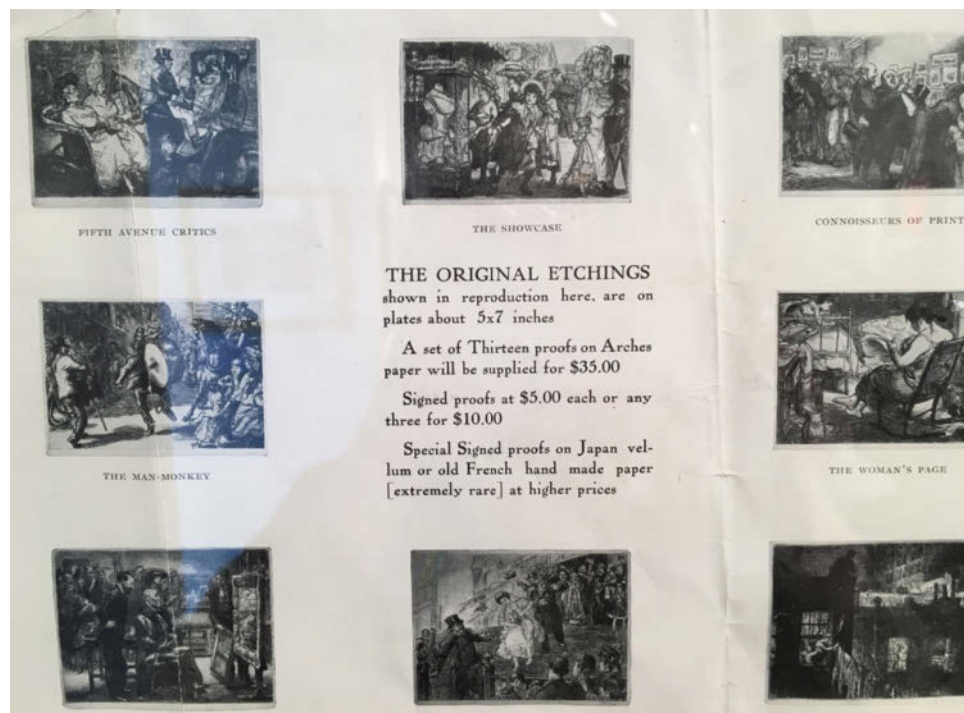 FIFTH AVENUE CRITICS
THE SHOWCASE
CONNOISSEURS OF PRINT
THE ORIGINAL ETCHINGS
shown in reproduction here, are on
plates about 5x7 inches
A set of Thirteen proofs on Arches
paper will be supplied for $35.00
Signed proofs at $5.00 each or any
three for $10.00
Special Signed proofs on Japan vel-
lum or old French hand made paper
[extremely rare] at higher prices
THE MAN-MONKEY
THE WOMAN'S PAGE